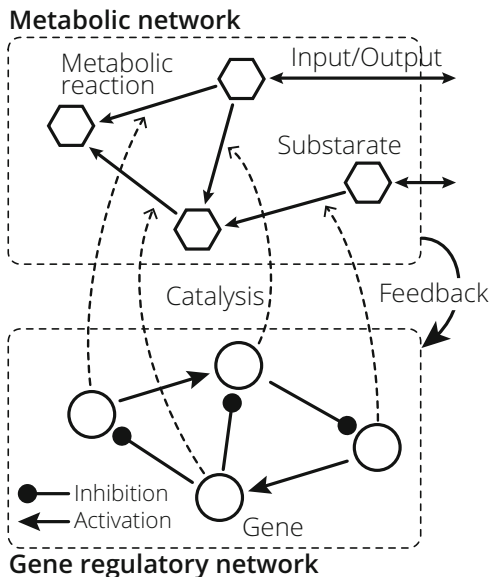 Metabolic network
Input/Output
Metabolic
reaction
Substarate
Catalysis
Feedback
Inhibition
Activation
Gene
Gene regulatory network